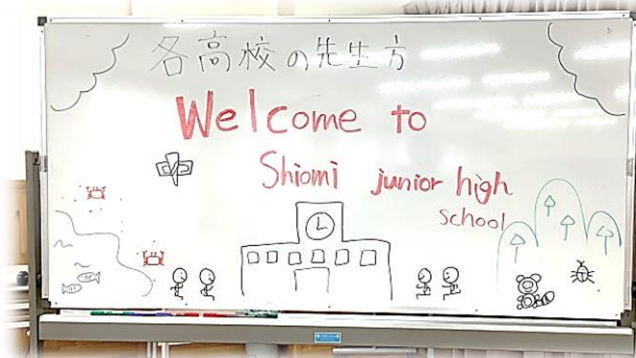 各高校の先生方
Welcome to
Shiomi junior high
school